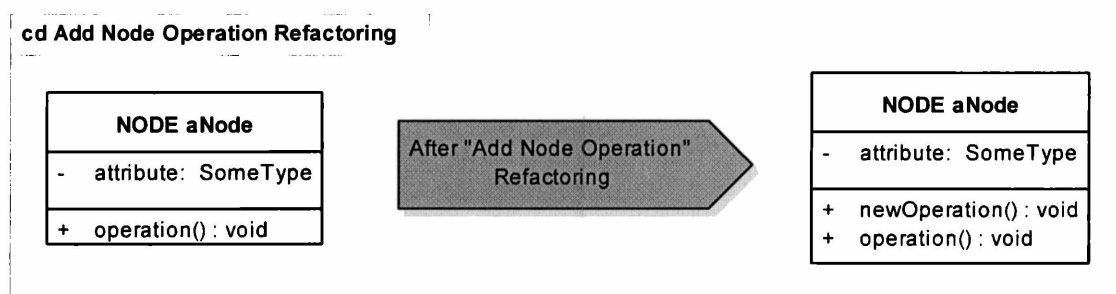 cd Add Node Operation Refactoring
NODE aNode
- attribute: SomeType
+ operation() : void
After "Add Node Operation"
Refactoring
NODE aNode
- attribute: SomeType
+ newOperation() : void
+ operation() : void